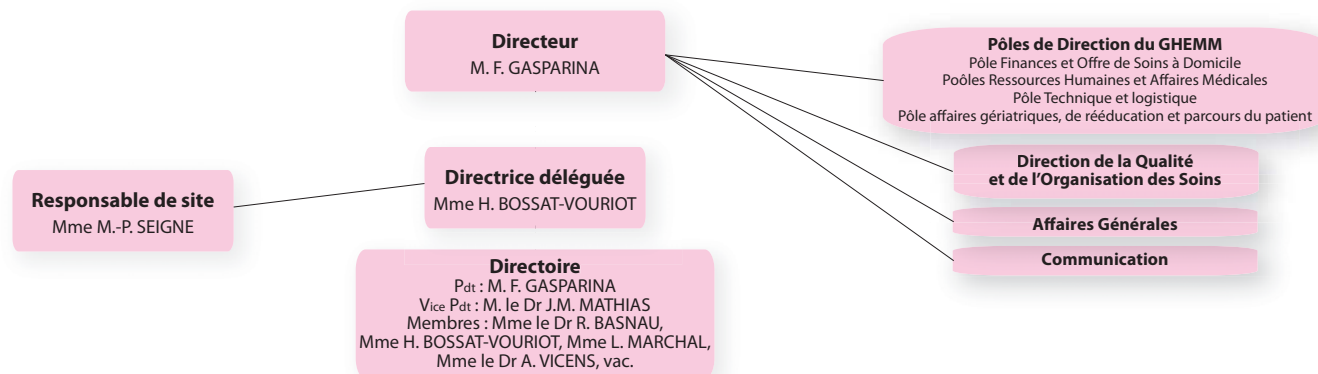 Directeur
M. F. GASPARINA
Pôles de Direction du GHEMM
Pôle Finances et Offre de Soins à Domicile
Poôles Ressources Humaines et Affaires Médicales
Pôle Technique et logistique
Pôle affaires gériatriques, de rééducation et parcours du patient
Direction de la Qualité
et de l'Organisation des Soins
Affaires Générales
Communication
Directrice déléguée
Mme H. BOSSAT-VOURIOT
Responsable de site
Mme M.-P. SEIGNE
Directoire
Pdt : M. F. GASPARINA
Vice Pdt : M. le Dr J.M. MATHIAS
Membres : Mme le Dr R. BASNAU,
Mme H. BOSSAT-VOURIOT, Mme L. MARCHAL,
Mme le Dr A. VICENS, vac.